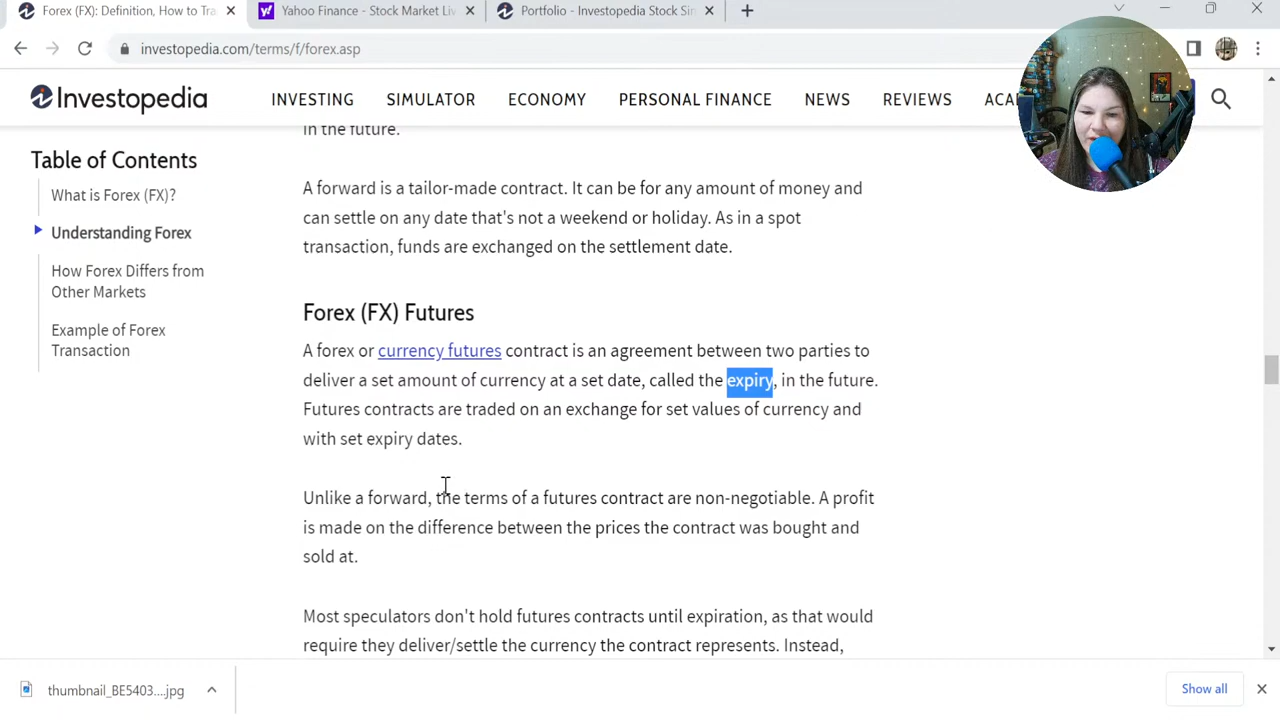 Forex (FX): Definition, How to Tra
Yahoo Finance - Stock Market Liv
Portfolio - Investopedia Stock Sim
investopedia.com/terms/f/forex.asp
Investopedia
INVESTING
SIMULATOR
ECONOMY
PERSONAL FINANCE
NEWS
REVIEWS
ACA
Table of Contents
What is Forex (FX)?
Understanding Forex
How Forex Differs from
Other Markets
Example of Forex
Transaction
in the future.
A forward is a tailor-made contract. It can be for any amount of money and
can settle on any date that's not a weekend or holiday. As in a spot
transaction, funds are exchanged on the settlement date.
Forex (FX) Futures
A forex or currency futures contract is an agreement between two parties to
deliver a set amount of currency at a set date, called the expiry, in the future.
Futures contracts are traded on an exchange for set values of currency and
with set expiry dates.
Unlike a forward, the terms of a futures contract are non-negotiable. A profit
is made on the difference between the prices the contract was bought and
sold at.
Most speculators don't hold futures contracts until expiration, as that would
require they deliver/settle the currency the contract represents. Instead,
thumbnail_BE5403....jpg
Show all